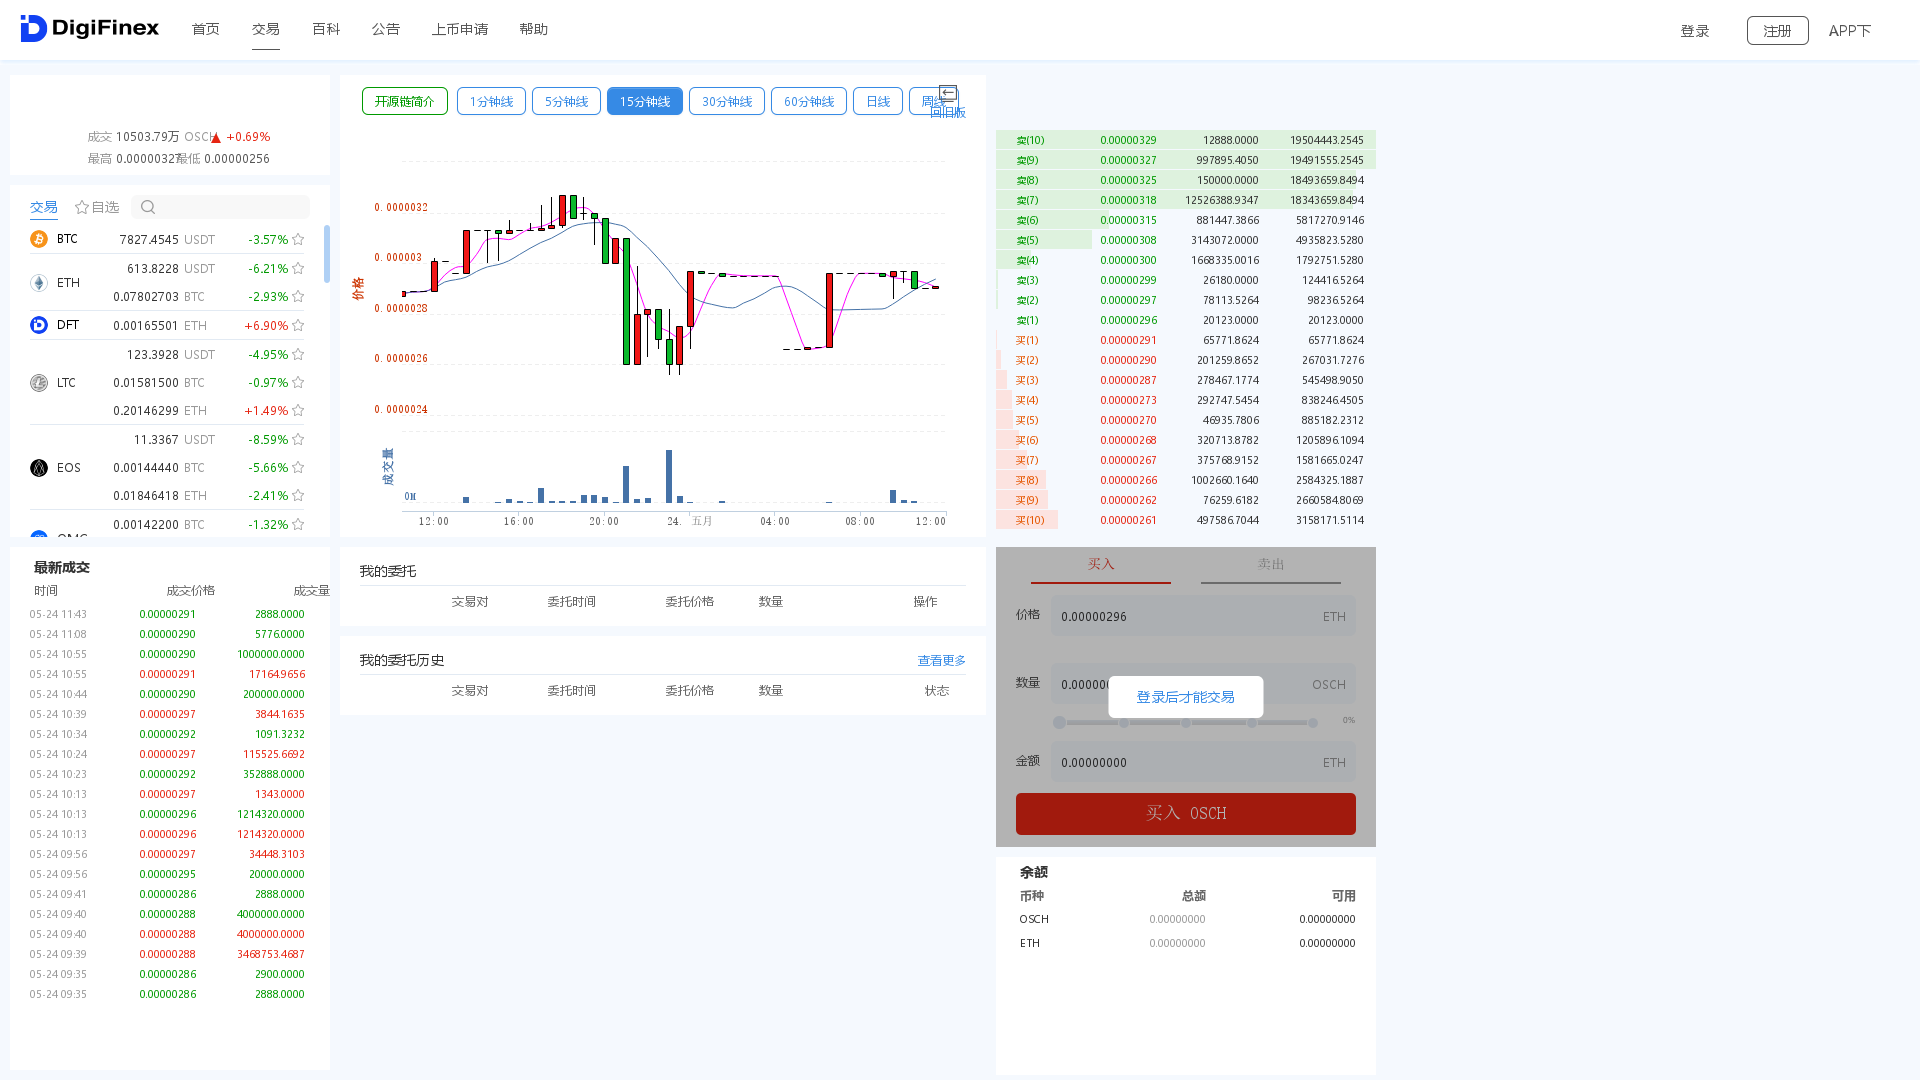 DigiFinex 首页 交易 百科 公告 上币申请 帮助 登录 注册 APP下
成交 10503.79万 OSCH +0.69%
最高 0.00000327 最低 0.00000256
交易 自选
BTC 7827.4545 USDT -3.57%
613.8228 USDT -6.21%
ETH
0.07802703 BTC -2.93%
DFT 0.00165501 ETH +6.90%
123.3928 USDT -4.95%
LTC 0.01581500 BTC -0.97%
0.20146299 ETH +1.49%
11.3367 USDT -8.59%
EOS 0.00144440 BTC -5.66%
0.01846418 ETH -2.41%
0.00142200 BTC -1.32%
OMG
最新成交
时间 成交价格 成交量
05-24 11:43 0.00000291 2888.0000
05-24 11:08 0.00000290 5776.0000
05-24 10:55 0.00000290 1000000.0000
05-24 10:55 0.00000291 17164.9656
05-24 10:44 0.00000290 200000.0000
05-24 10:39 0.00000297 3844.1635
05-24 10:34 0.00000292 1091.3232
05-24 10:24 0.00000297 115525.6692
05-24 10:23 0.00000292 352888.0000
05-24 10:13 0.00000297 1343.0000
05-24 10:13 0.00000296 1214320.0000
05-24 10:13 0.00000296 1214320.0000
05-24 09:56 0.00000297 34448.3103
05-24 09:56 0.00000295 20000.0000
05-24 09:41 0.00000286 2888.0000
05-24 09:40 0.00000288 4000000.0000
05-24 09:40 0.00000288 4000000.0000
05-24 09:39 0.00000288 3468753.4687
05-24 09:35 0.00000286 2900.0000
05-24 09:35 0.00000286 2888.0000
开源链简介 1分钟线 5分钟线 15分钟线 30分钟线 60分钟线 日线 周线
回旧版
0.0000032
0.000003
价格
0.0000028
0.0000026
0.0000024
成交量
0M
12:00 16:00 20:00 24. 五月 04:00 08:00 12:00
我的委托
交易对 委托时间 委托价格 数量 操作
我的委托历史 查看更多
交易对 委托时间 委托价格 数量 状态
卖(10) 0.00000329 12888.0000 19504443.2545
卖(9) 0.00000327 997895.4050 19491555.2545
卖(8) 0.00000325 150000.0000 18493659.8494
卖(7) 0.00000318 12526388.9347 18343659.8494
卖(6) 0.00000315 881447.3866 5817270.9146
卖(5) 0.00000308 3143072.0000 4935823.5280
卖(4) 0.00000300 1668335.0016 1792751.5280
卖(3) 0.00000299 26180.0000 124416.5264
卖(2) 0.00000297 78113.5264 98236.5264
卖(1) 0.00000296 20123.0000 20123.0000
买(1) 0.00000291 65771.8624 65771.8624
买(2) 0.00000290 201259.8652 267031.7276
买(3) 0.00000287 278467.1774 545498.9050
买(4) 0.00000273 292747.5454 838246.4505
买(5) 0.00000270 46935.7806 885182.2312
买(6) 0.00000268 320713.8782 1205896.1094
买(7) 0.00000267 375768.9152 1581665.0247
买(8) 0.00000266 1002660.1640 2584325.1887
买(9) 0.00000262 76259.6182 2660584.8069
买(10) 0.00000261 497586.7044 3158171.5114
买入 卖出
价格 0.00000296 ETH
数量 0.00000 OSCH
登录后才能交易
0%
金额 0.00000000 ETH
买入 OSCH
余额
币种 总额 可用
OSCH 0.00000000 0.00000000
ETH 0.00000000 0.00000000